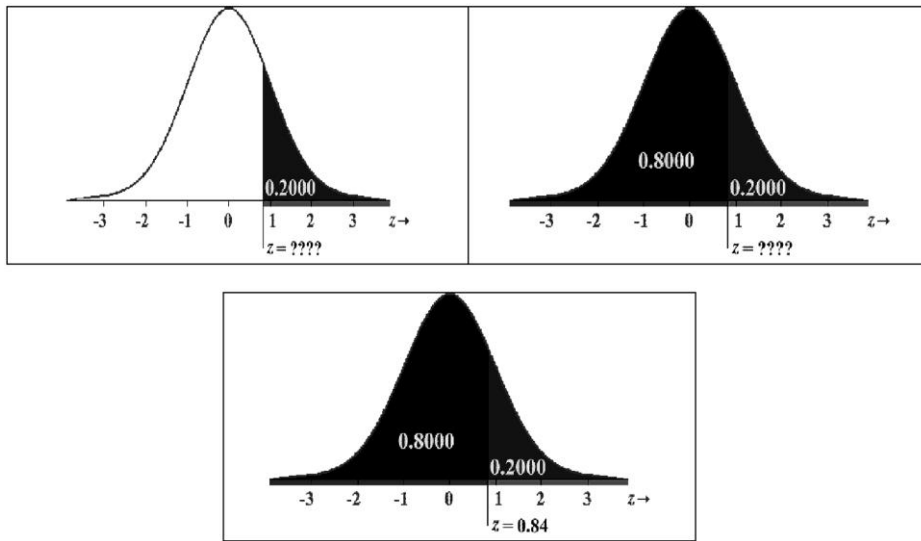 0.2000
-3 -2 -1 0 1 2 3 z→
z = ????
0.8000
0.2000
-3 -2 -1 0 1 2 3 z→
z = ????
0.8000
0.2000
-3 -2 -1 0 1 2 3 z→
z = 0.84